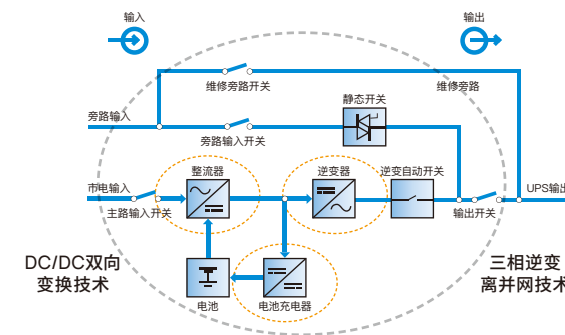 输入
输出
维修旁路开关
维修旁路
静态开关
旁路输入
旁路输入开关
整流器
逆变器
逆变自动开关
市电输入
UPS输出
主路输入开关
输出开关
DC/DC双向
变换技术
三相逆变
离并网技术
电池
电池充电器